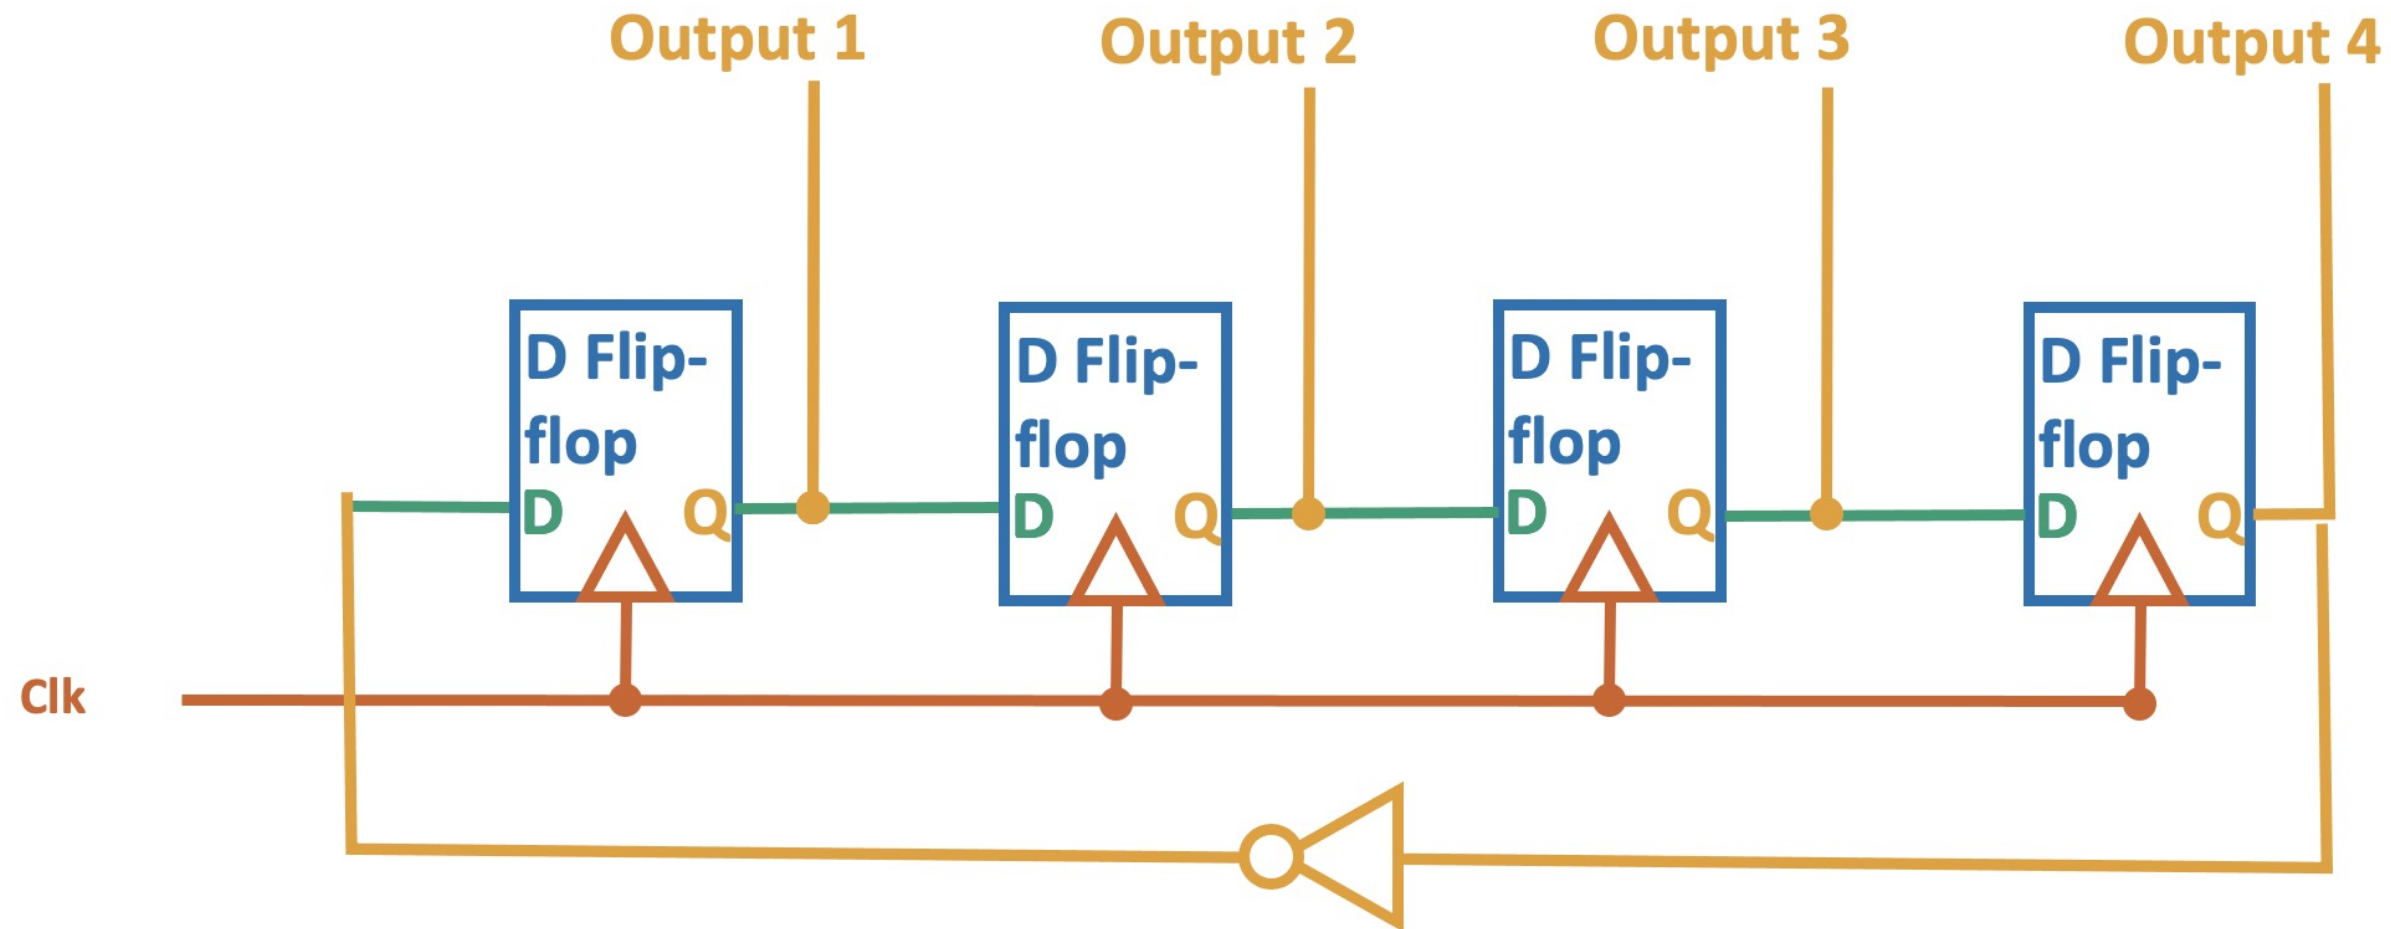 Output 1
Output 2
Output 3
Output 4
D Flip-
flop
D
Q
D Flip-
flop
D
Q
D Flip-
flop
D
Q
D Flip-
flop
D
Q
Clk